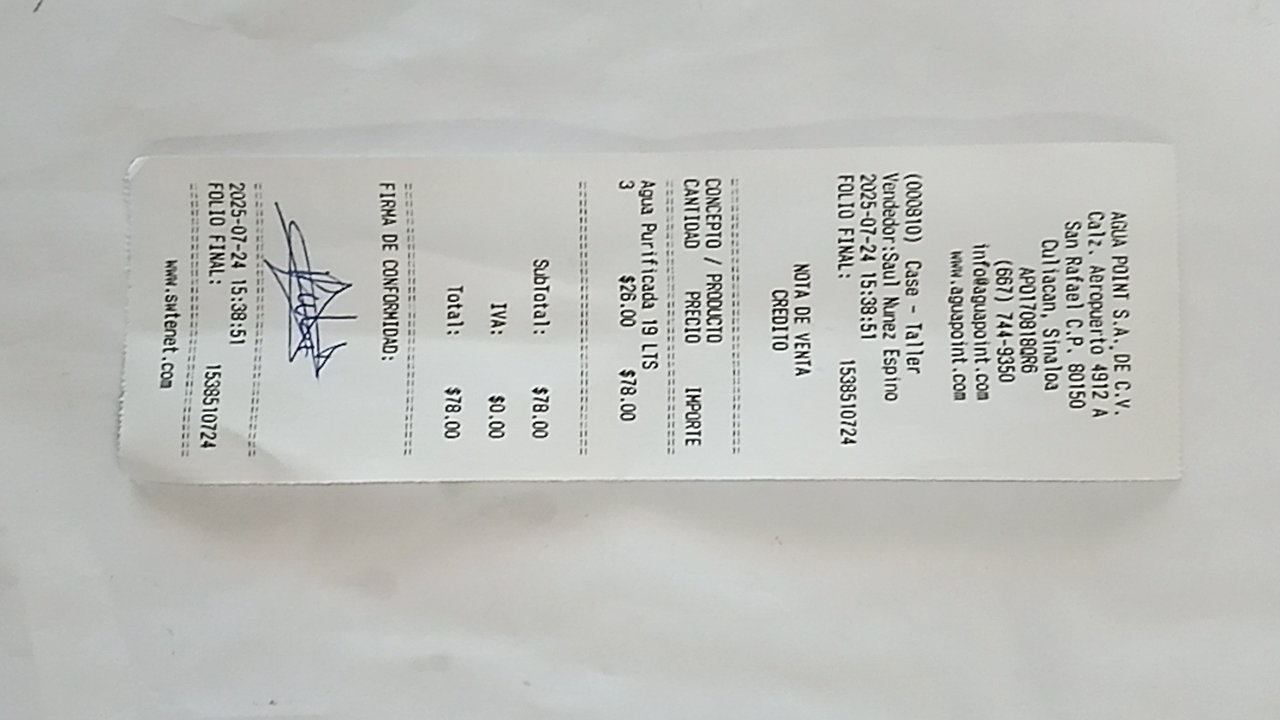 AGUA POINT S.A. DE C.V.
Calz. Aeropuerto 4912 A
San Rafael C.P. 80150
Culiacan, Sinaloa
APO170818QR6
(667) 744-9350
info@aguapoint.com
www.aguapoint.com
(000810) Case - Taller
Vendedor:Saul Nunez Espino
2025-07-24 15:38:51
FOLIO FINAL: 1538510724
NOTA DE VENTA
CREDITO
==============================
CONCEPTO / PRODUCTO
CANTIDAD PRECIO IMPORTE
==============================
Agua Purificada 19 LTS
3 $26.00 $78.00
==============================
SubTotal: $78.00
IVA: $0.00
Total: $78.00
==============================
FIRMA DE CONFORMIDAD:
==============================
2025-07-24 15:38:51
FOLIO FINAL: 1538510724
==============================
www.swtenet.com